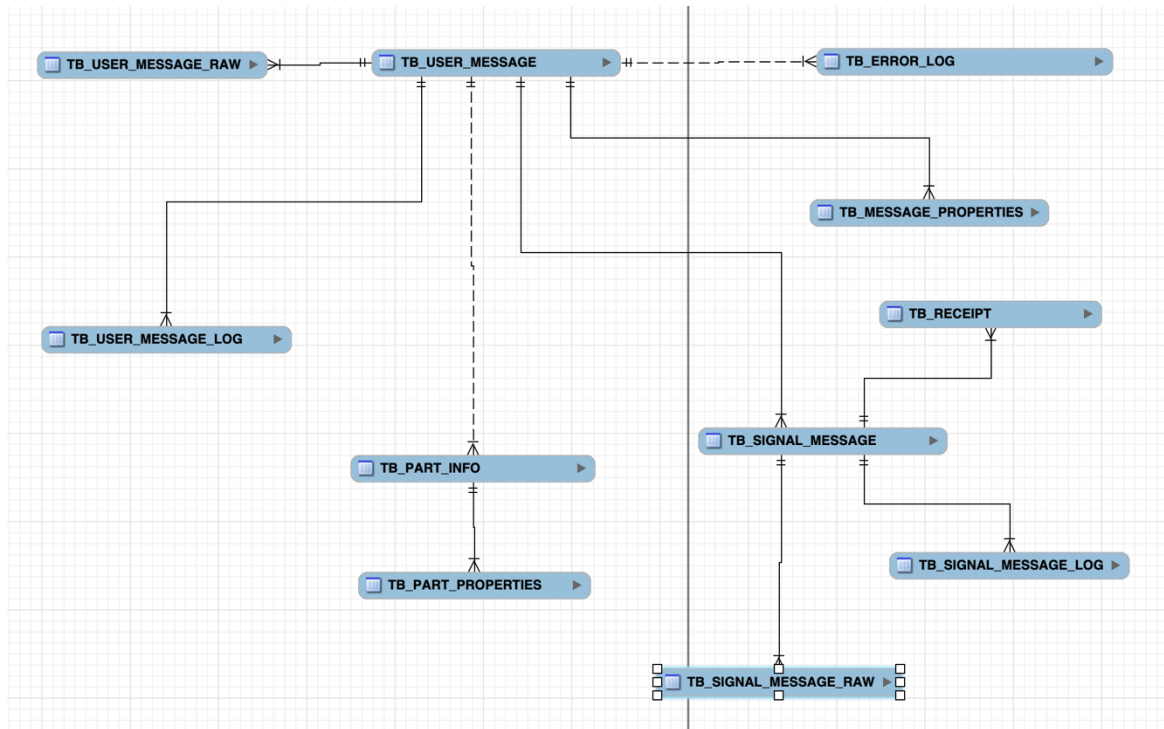 TB_USER_MESSAGE_RAW
TB_USER_MESSAGE
TB_ERROR_LOG
TB_MESSAGE_PROPERTIES
TB_RECEIPT
TB_USER_MESSAGE_LOG
TB_SIGNAL_MESSAGE
TB_PART_INFO
TB_SIGNAL_MESSAGE_LOG
TB_PART_PROPERTIES
TB_SIGNAL_MESSAGE_RAW